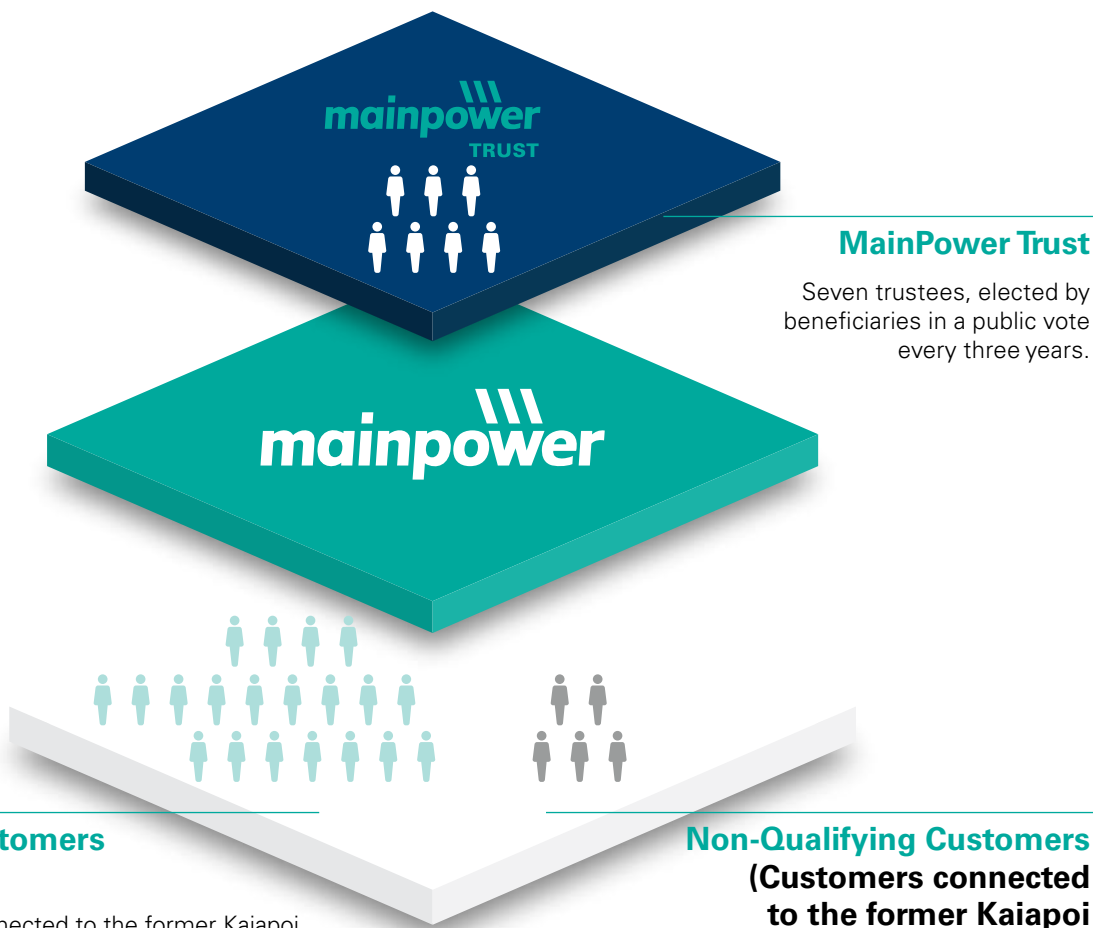 mainpower
TRUST
MainPower Trust
Seven trustees, elected by
beneficiaries in a public vote
every three years.
mainpower
Non-Qualifying Customers
(Customers connected
to the former Kaiapoi